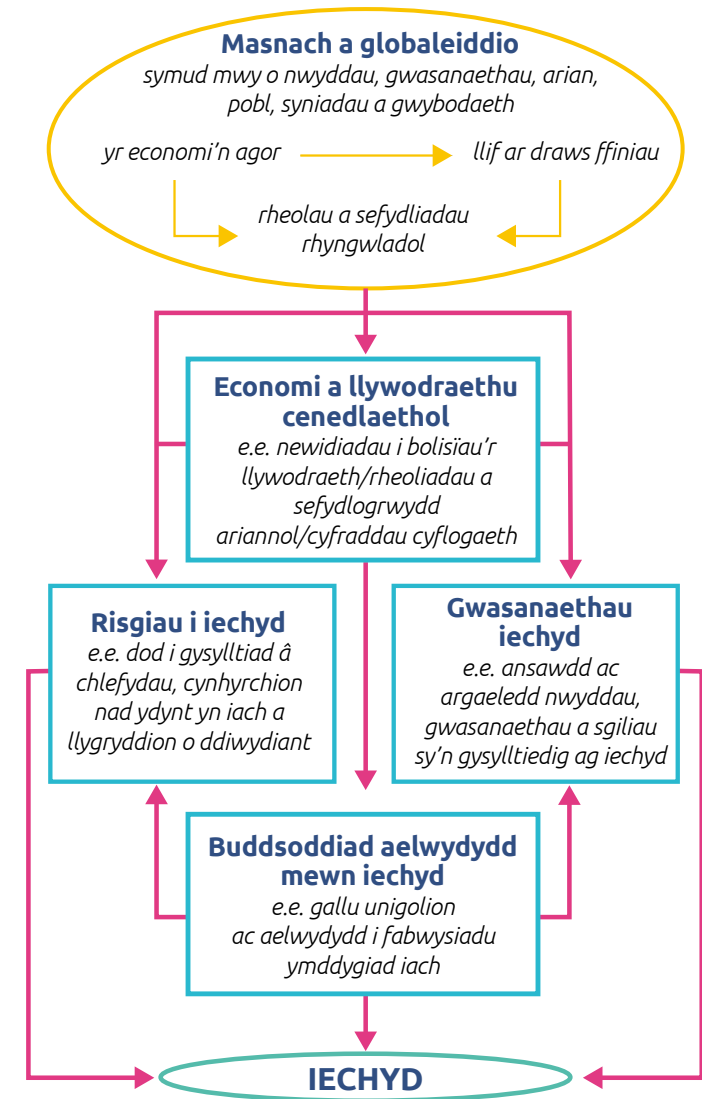 Masnach a globaleiddio
symud mwy o nwyddau, gwasanaethau, arian,
pobl, syniadau a gwybodaeth
yr economi'n agor
llif ar draws ffiniau
rheolau a sefydliadau
rhyngwladol
Economi a llywodraethu
cenedlaethol
e.e. newidiadau i bolisïau'r
llywodraeth/rheoliadau a
sefydlogrwydd
ariannol/cyfraddau cyflogaeth
Risgiau i iechyd
e.e. dod i gysylltiad â
chlefydau, cynhyrchion
nad ydynt yn iach a
llygryddion o ddiwydiant
Gwasanaethau
iechyd
e.e. ansawdd ac
argaeledd nwyddau,
gwasanaethau a sgiliau
sy'n gysylltiedig ag iechyd
Buddsoddiad aelwydydd
mewn iechyd
e.e. gallu unigolion
ac aelwydydd i fabwysiadu
ymddygiad iach
IECHYD